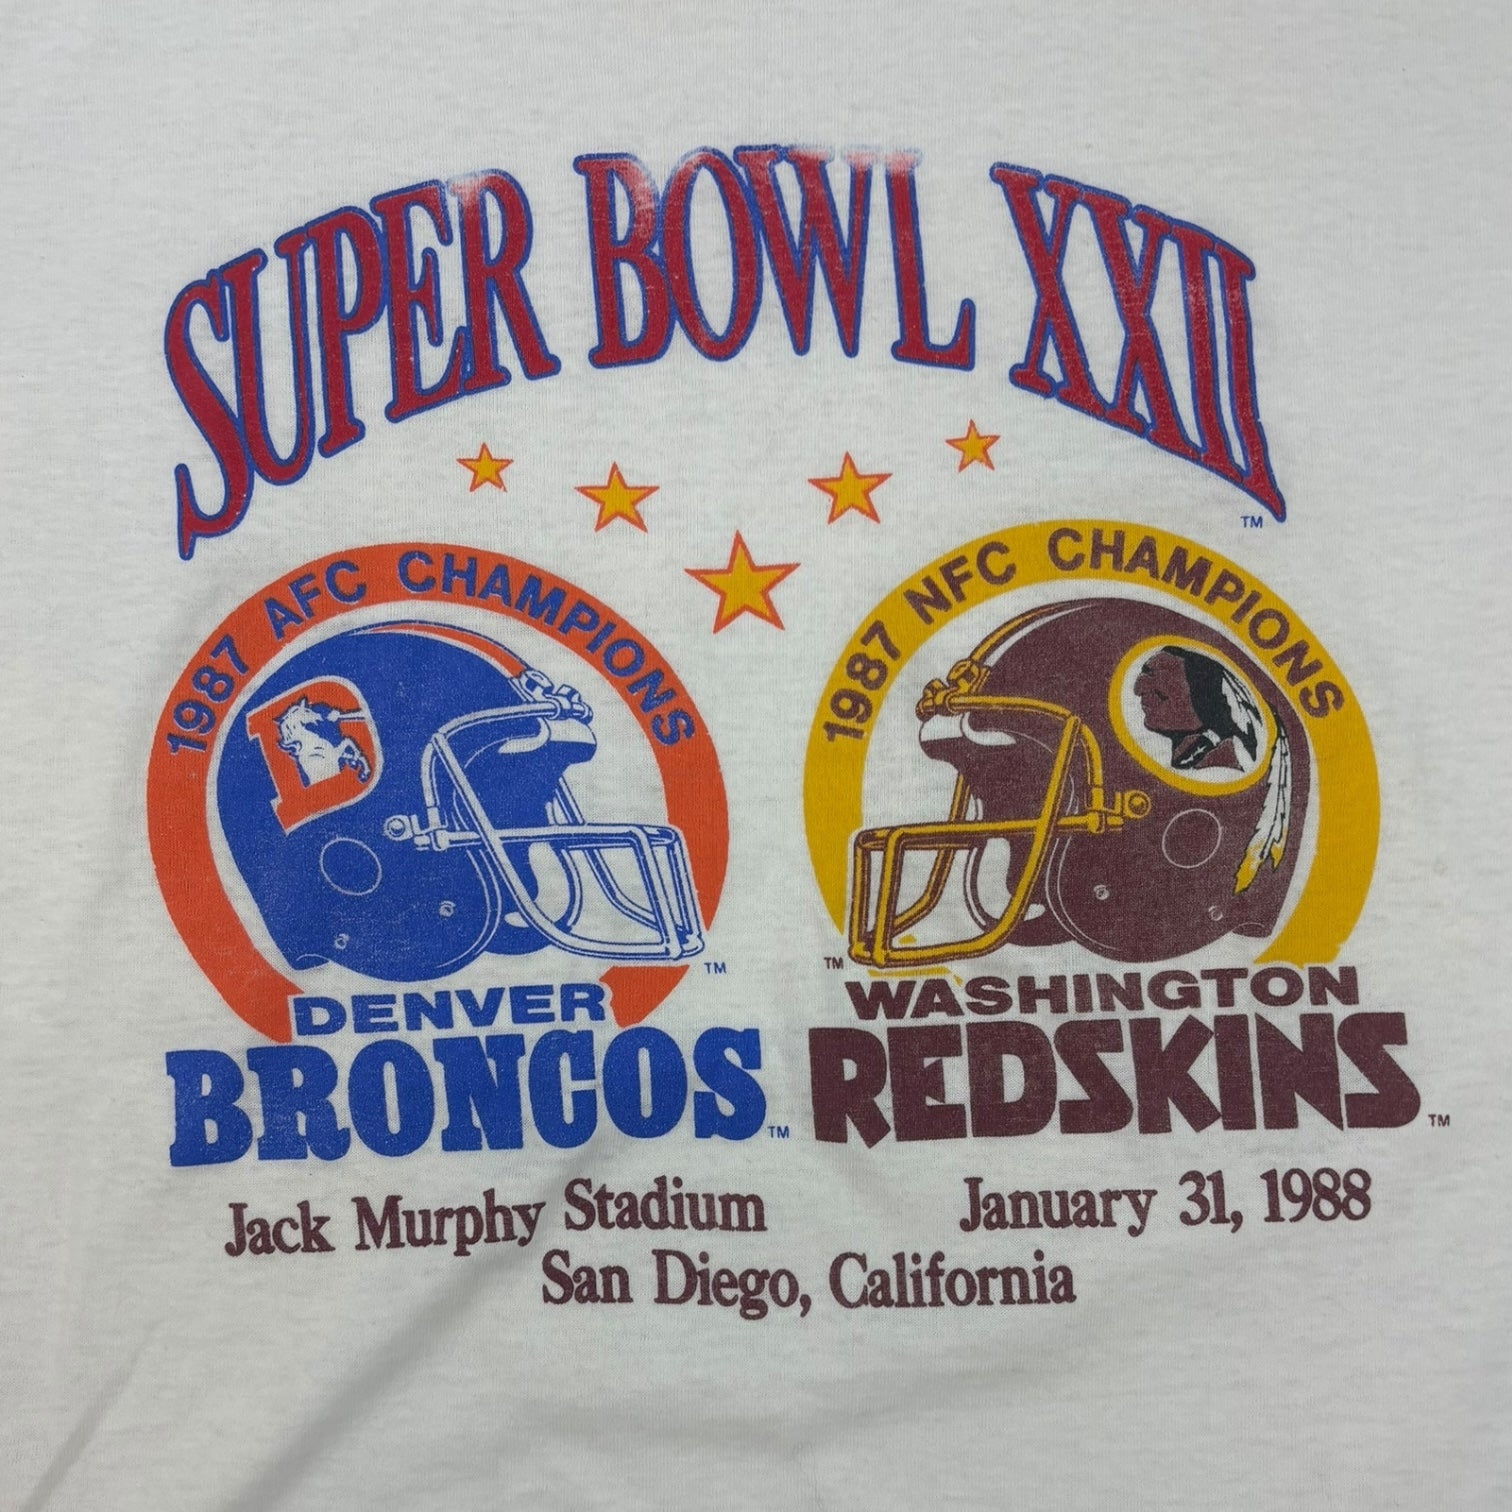 SUPER BOWL XXII
TM
1987 AFC CHAMPIONS
1987 NFC CHAMPIONS
D
TM
TM
DENVER
BRONCOS TM
WASHINGTON
REDSKINS TM
Jack Murphy Stadium
January 31, 1988
San Diego, California